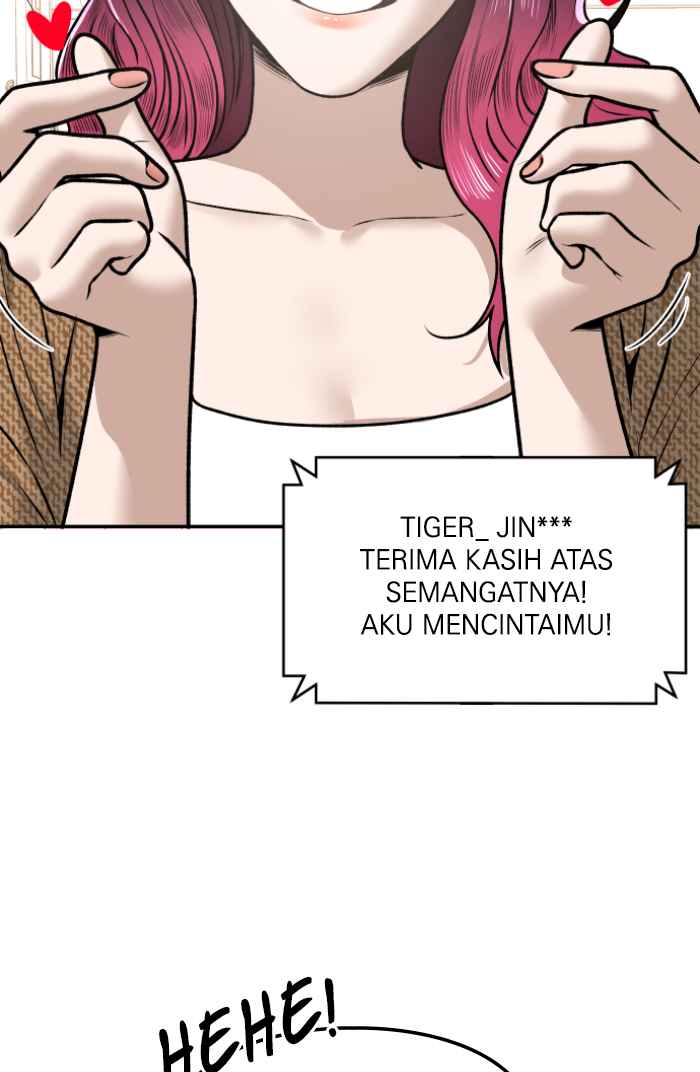 TIGER_ JIN***
TERIMA KASIH ATAS
SEMANGATNYA!
AKU MENCINTAIMU!
HEHE!